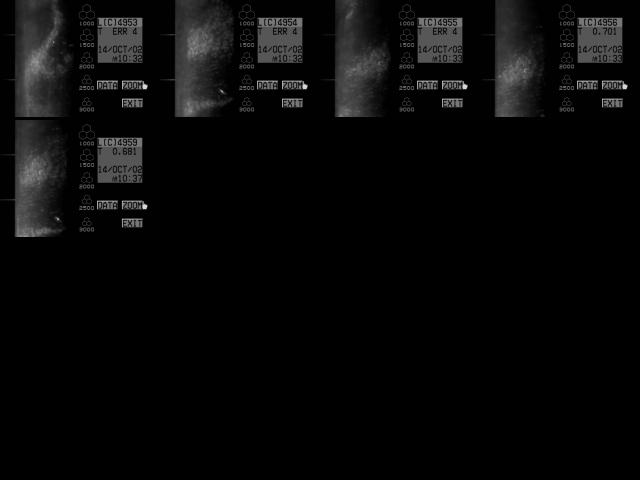 L(C)4953
T ERR 4
14/OCT/02
10:32
DATA ZOOM
EXIT
1000
1500
2000
2500
3000
L(C)4954
T ERR 4
14/OCT/02
10:32
DATA ZOOM
EXIT
1000
1500
2000
2500
3000
L(C)4955
T ERR 4
14/OCT/02
10:33
DATA ZOOM
EXIT
1000
1500
2000
2500
3000
L(C)4956
T 0.701
14/OCT/02
10:33
DATA ZOOM
EXIT
1000
1500
2000
2500
3000
L(C)4959
T 0.681
14/OCT/02
10:37
DATA ZOOM
EXIT
1000
1500
2000
2500
3000